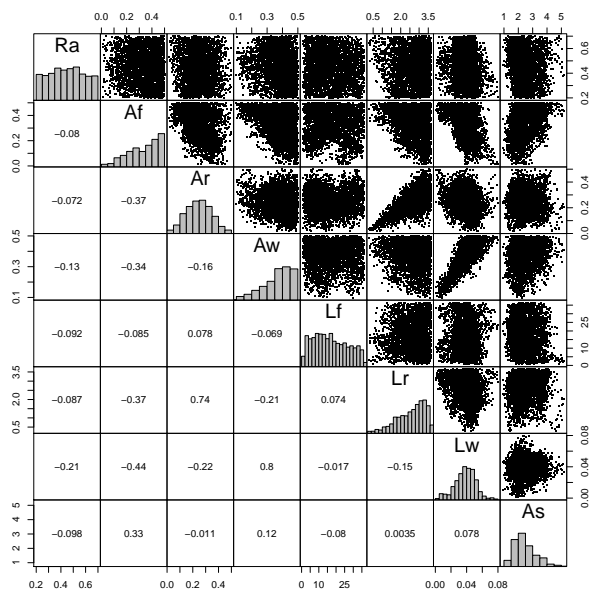 0.0 0.2 0.4 0.1 0.3 0.5 0.5 2.0 3.5 1 2 3 4 5
Ra 0.2 0.4 0.6
0.0 0.2 0.4 −0.08 Af
−0.072 −0.37 Ar 0.0 0.2 0.4
0.1 0.3 0.5 −0.13 −0.34 −0.16 Aw
−0.092 −0.085 0.078 −0.069 Lf 0 10 25
0.5 2.0 3.5 −0.087 −0.37 0.74 −0.21 0.074 Lr
−0.21 −0.44 −0.22 0.8 −0.017 −0.15 Lw 0.00 0.04 0.08
1 2 3 4 5 −0.098 0.33 −0.011 0.12 −0.08 0.0035 0.078 As
0.2 0.4 0.6 0.0 0.2 0.4 0 10 25 0.00 0.04 0.08